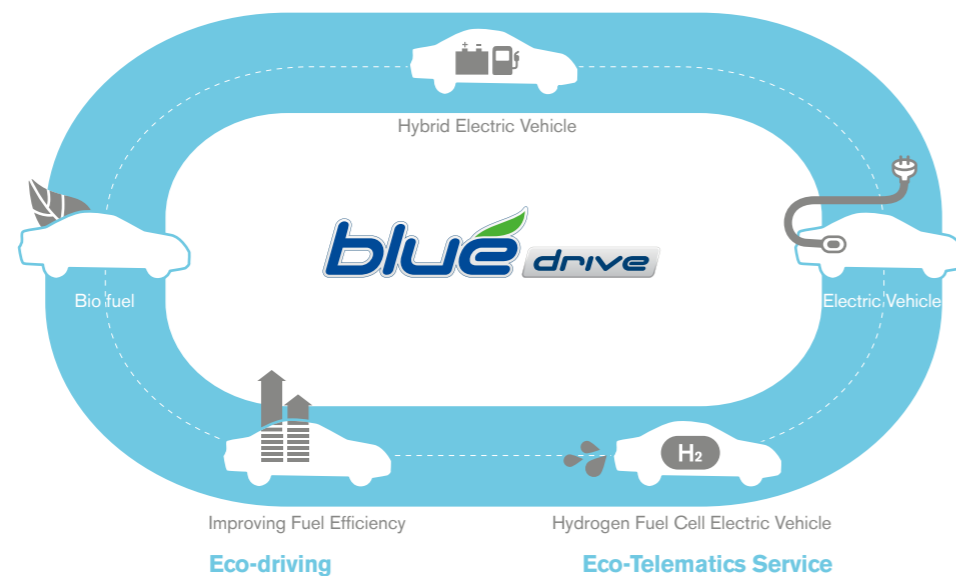 + -
Hybrid Electric Vehicle
blue drive
Bio fuel
Electric Vehicle
H₂
Improving Fuel Efficiency
Hydrogen Fuel Cell Electric Vehicle
Eco-driving
Eco-Telematics Service